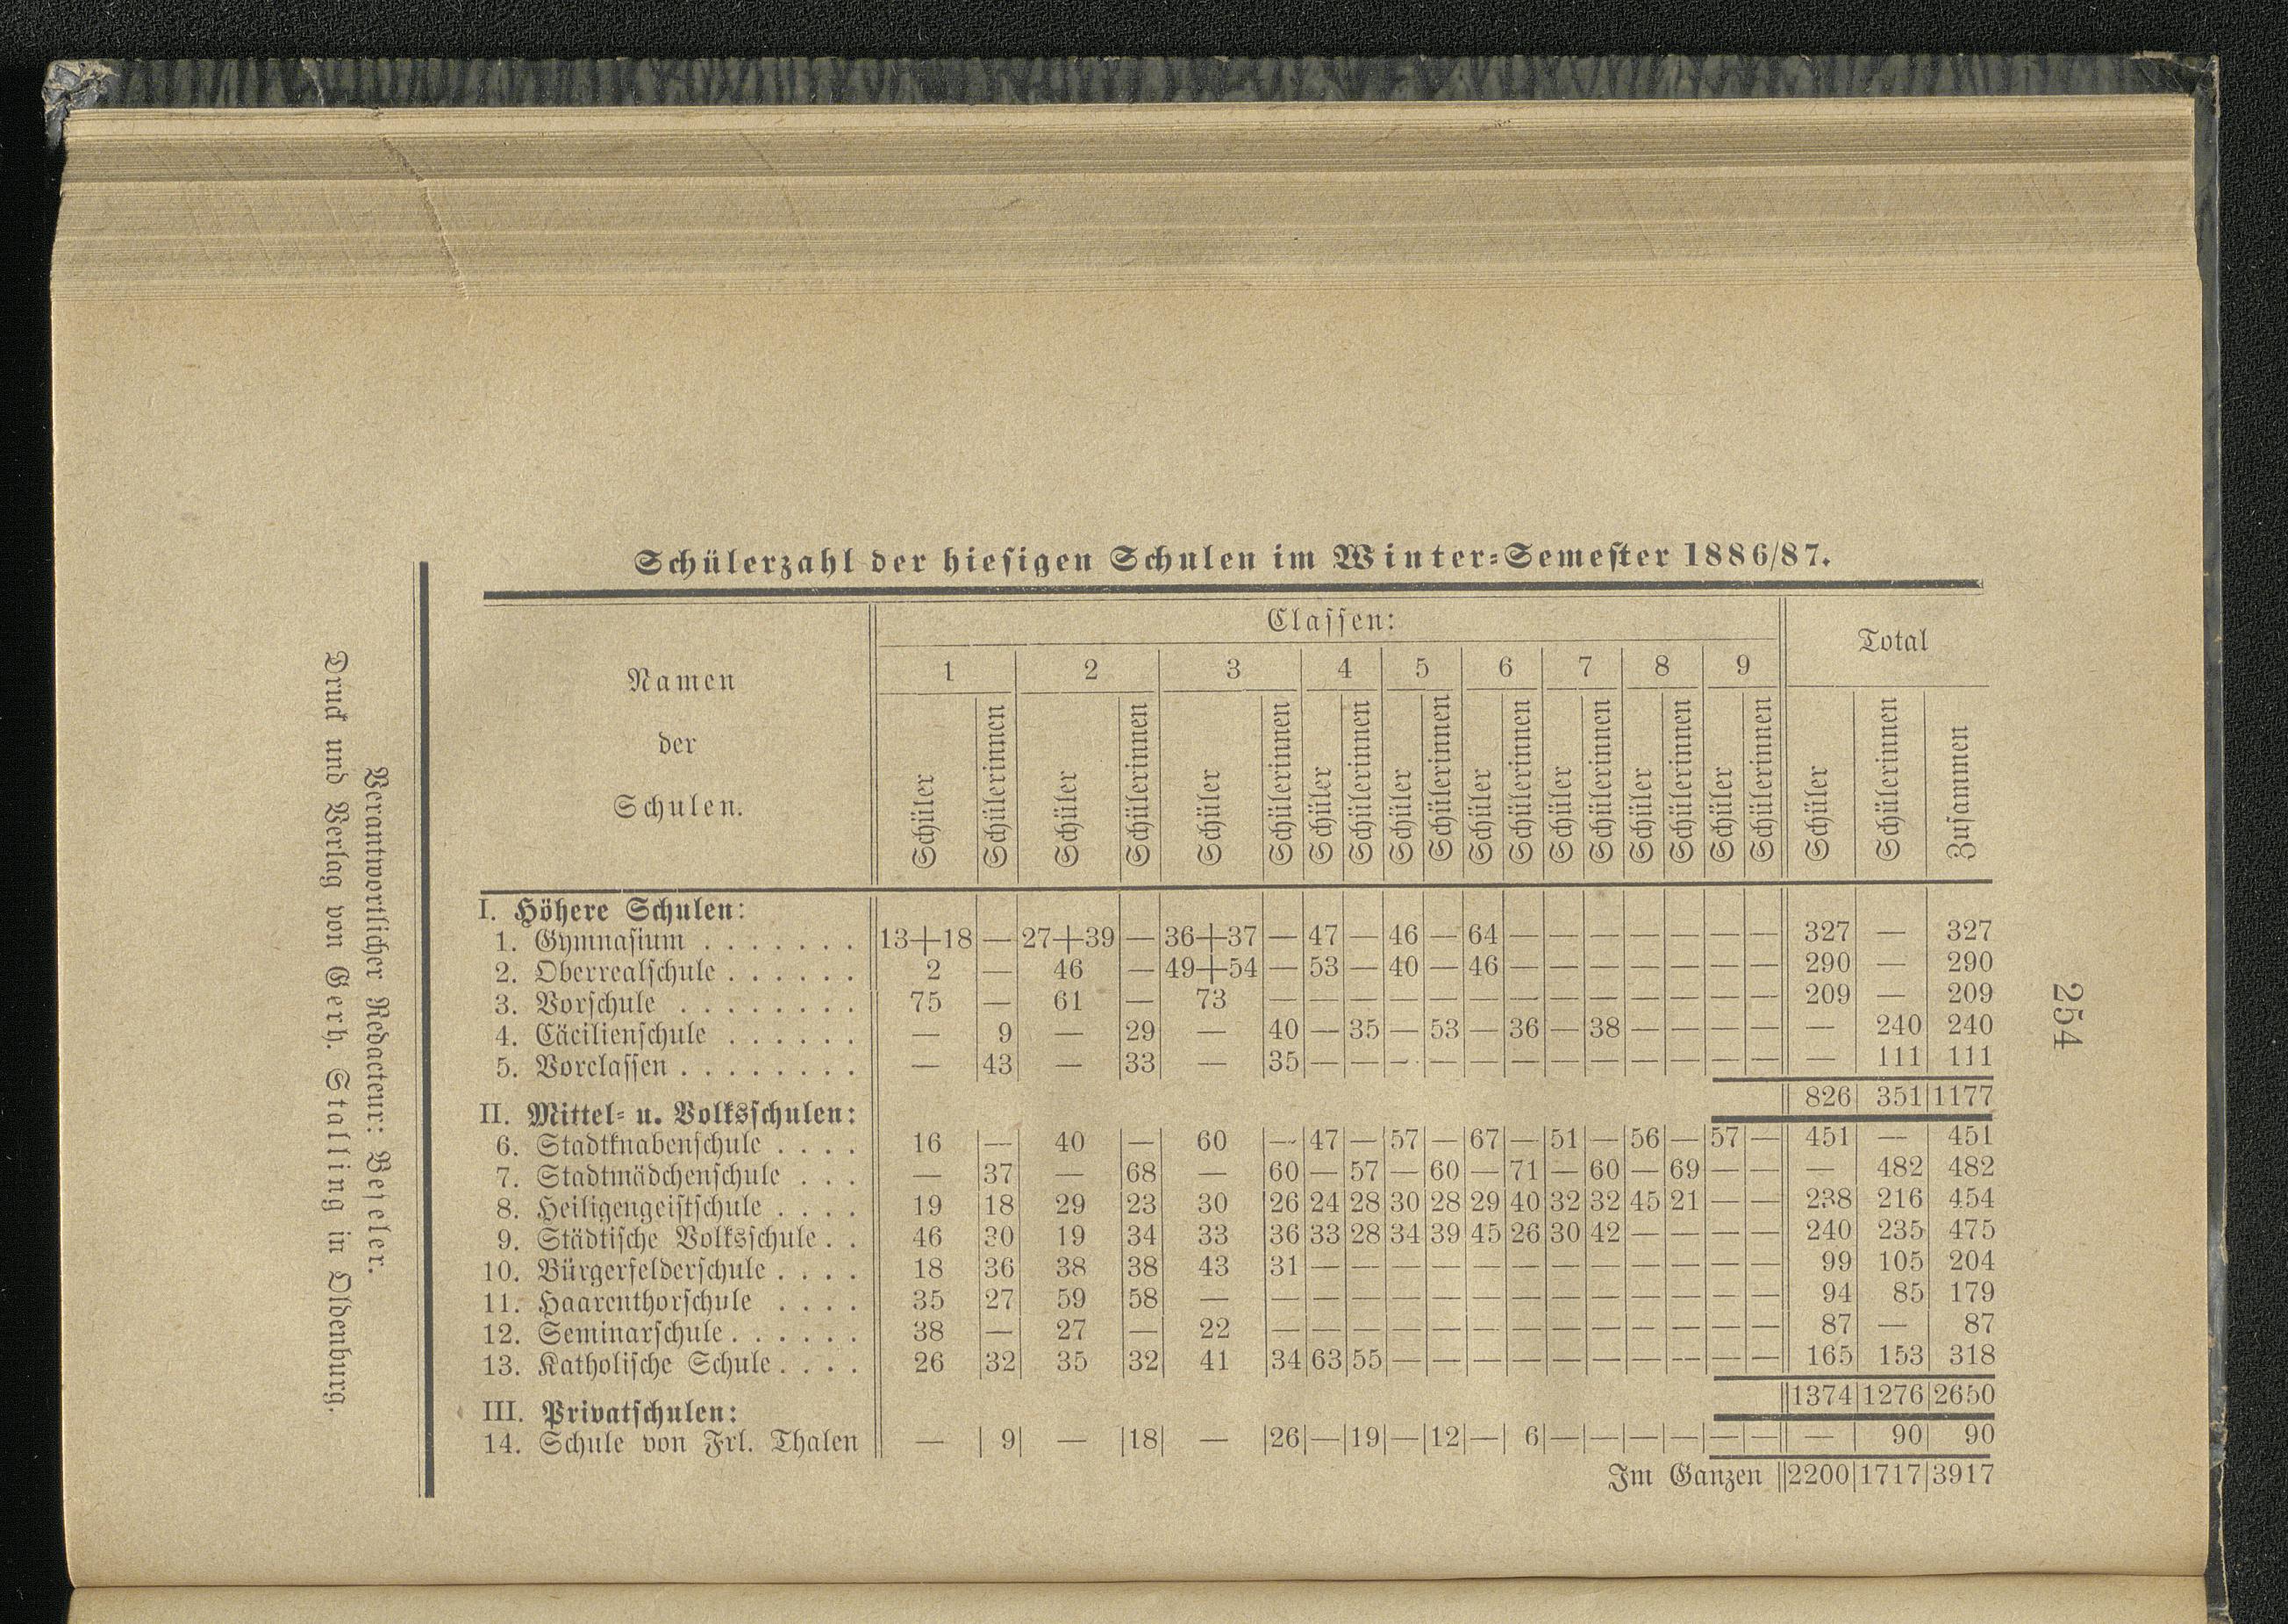 254
Schülerzahl der hiesigen Schulen im Winter-Semester 1886/87.
Namen der Schulen. | Classen: | Total
1 | 2 | 3 | 4 | 5 | 6 | 7 | 8 | 9
Schüler | Schülerinnen | Schüler | Schülerinnen | Schüler | Schülerinnen | Schüler | Schülerinnen | Schüler | Schülerinnen | Schüler | Schülerinnen | Schüler | Schülerinnen | Schüler | Schülerinnen | Schüler | Schülerinnen | Schüler | Schülerinnen | Zusammen
I. Höhere Schulen:
1. Gymnasium . . . . . . . 13+18 | — | 27+39 | — | 36+37 | — | 47 | — | 46 | — | 64 | — | — | — | — | — | — | — | 327 | — | 327
2. Oberrealschule . . . . . . 2 | — | 46 | — | 49+54 | — | 53 | — | 40 | — | 46 | — | — | — | — | — | — | — | 290 | — | 290
3. Vorschule . . . . . . . . 75 | — | 61 | — | 73 | — | — | — | — | — | — | — | — | — | — | — | — | — | 209 | — | 209
4. Cäcilienschule . . . . . . — | 9 | — | 29 | — | 40 | — | 35 | — | 53 | — | 36 | — | 38 | — | — | — | — | — | 240 | 240
5. Vorclassen . . . . . . . . — | 43 | — | 33 | — | 35 | — | — | — | — | — | — | — | — | — | — | — | — | — | 111 | 111
826 | 351 | 1177
II. Mittel- u. Volksschulen:
6. Stadtknabenschule . . . . 16 | — | 40 | — | 60 | — | 47 | — | 57 | — | 67 | — | 51 | — | 56 | — | 57 | — | 451 | — | 451
7. Stadtmädchenschule . . . — | 37 | — | 68 | — | 60 | — | 57 | — | 60 | — | 71 | — | 60 | — | 69 | — | — | — | 482 | 482
8. Heiligengeistschule . . . . 19 | 18 | 29 | 23 | 30 | 26 | 24 | 28 | 30 | 28 | 29 | 40 | 32 | 32 | 45 | 21 | — | — | 238 | 216 | 454
9. Städtische Volksschule . . 46 | 30 | 19 | 34 | 33 | 36 | 33 | 28 | 34 | 39 | 45 | 26 | 30 | 42 | — | — | — | — | 240 | 235 | 475
10. Bürgerfelderschule . . . . 18 | 36 | 38 | 38 | 43 | 31 | — | — | — | — | — | — | — | — | — | — | — | — | 99 | 105 | 204
11. Haarenthorschule . . . . 35 | 27 | 59 | 58 | — | — | — | — | — | — | — | — | — | — | — | — | — | — | 94 | 85 | 179
12. Seminarschule . . . . . . 38 | — | 27 | — | 22 | — | — | — | — | — | — | — | — | — | — | — | — | — | 87 | — | 87
13. Katholische Schule . . . . 26 | 32 | 35 | 32 | 41 | 34 | 63 | 55 | — | — | — | — | — | — | — | — | — | — | 165 | 153 | 318
1374 | 1276 | 2650
III. Privatschulen:
14. Schule von Frl. Thalen — | 9 | — | 18 | — | 26 | — | 19 | — | 12 | — | 6 | — | — | — | — | — | — | — | 90 | 90
Im Ganzen 2200 | 1717 | 3917
Verantwortlicher Redacteur: Beseler.
Druck und Verlag von Gerh. Stalling in Oldenburg.